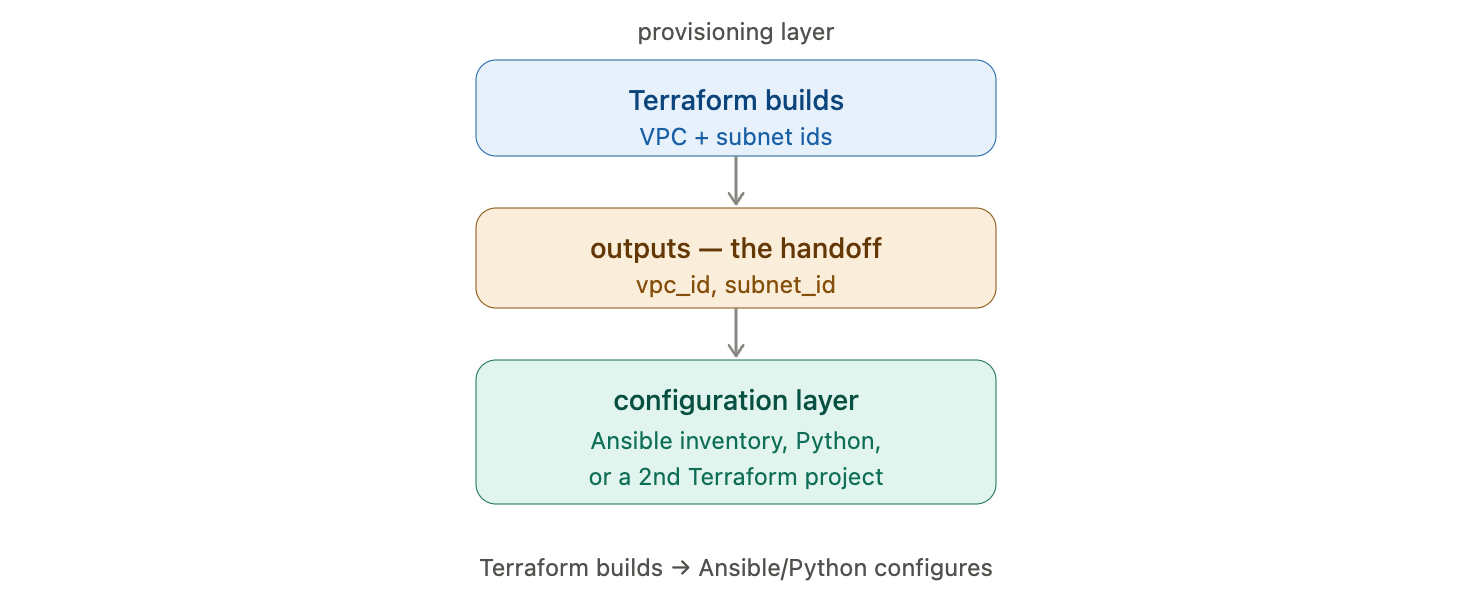 provisioning layer
Terraform builds
VPC + subnet ids
outputs — the handoff
vpc_id, subnet_id
configuration layer
Ansible inventory, Python,
or a 2nd Terraform project
Terraform builds → Ansible/Python configures